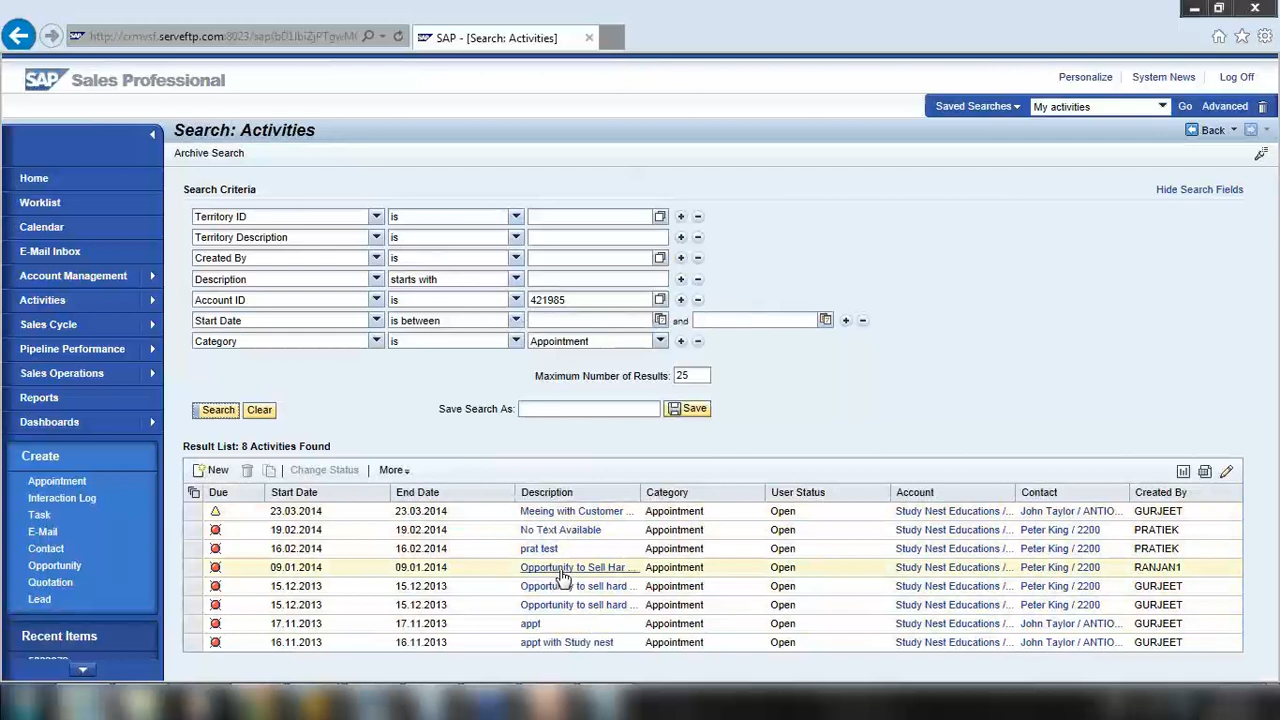 http://crmvsf.serveftp.com:8023/sap(
SAP - [Search: Activities]
SAP Sales Professional
Personalize System News Log Off
Saved Searches My activities Go Advanced
Search: Activities Back
Archive Search
Search Criteria Hide Search Fields
Home
Worklist
Calendar
E-Mail Inbox
Account Management
Activities
Sales Cycle
Pipeline Performance
Sales Operations
Reports
Dashboards
Territory ID is
Territory Description is
Created By is
Description starts with
Account ID is 421985
Start Date is between and
Category is Appointment
Maximum Number of Results: 25
Search Clear Save Search As: Save
Create
Appointment
Interaction Log
Task
E-Mail
Contact
Opportunity
Quotation
Lead
Recent Items
Result List: 8 Activities Found
New Change Status More
Due Start Date End Date Description Category User Status Account Contact Created By
23.03.2014 23.03.2014 Meeing with Customer ... Appointment Open Study Nest Educations /... John Taylor / ANTIO... GURJEET
19.02.2014 19.02.2014 No Text Available Appointment Open Study Nest Educations /... Peter King / 2200 PRATIEK
16.02.2014 16.02.2014 prat test Appointment Open Study Nest Educations /... Peter King / 2200 PRATIEK
09.01.2014 09.01.2014 Opportunity to Sell Har ... Appointment Open Study Nest Educations /... Peter King / 2200 RANJAN1
15.12.2013 15.12.2013 Opportunity to sell hard ... Appointment Open Study Nest Educations /... Peter King / 2200 GURJEET
15.12.2013 15.12.2013 Opportunity to sell hard ... Appointment Open Study Nest Educations /... Peter King / 2200 GURJEET
17.11.2013 17.11.2013 appt Appointment Open Study Nest Educations /... John Taylor / ANTIO... GURJEET
16.11.2013 16.11.2013 appt with Study nest Appointment Open Study Nest Educations /... John Taylor / ANTIO... GURJEET